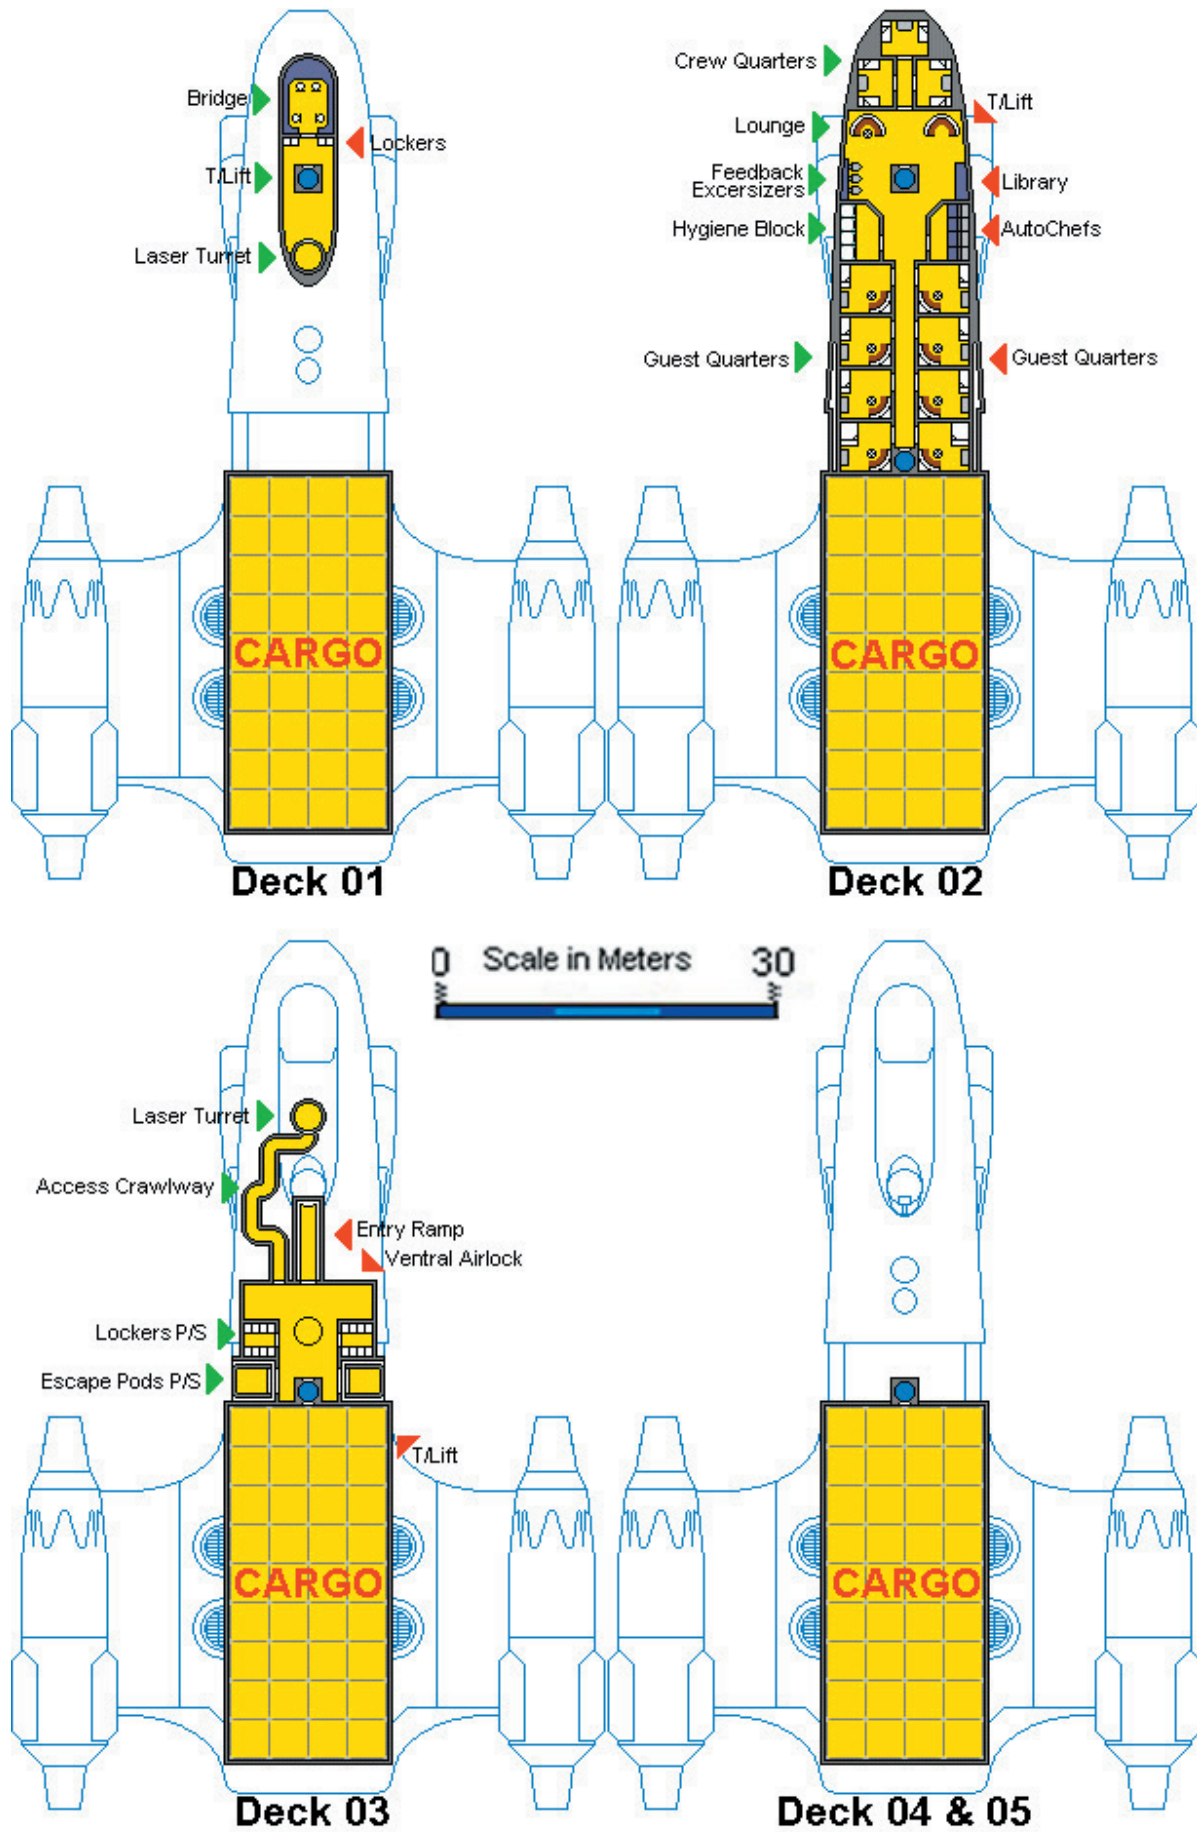 Bridge
Lockers
T/Lift
Laser Turret
CARGO
Deck 01
Crew Quarters
T/Lift
Lounge
Feedback
Excersizers
Library
Hygiene Block
AutoChefs
Guest Quarters
Guest Quarters
CARGO
Deck 02
0 Scale in Meters 30
Laser Turret
Access Crawlway
Entry Ramp
Ventral Airlock
Lockers P/S
Escape Pods P/S
T/Lift
CARGO
Deck 03
CARGO
Deck 04 & 05